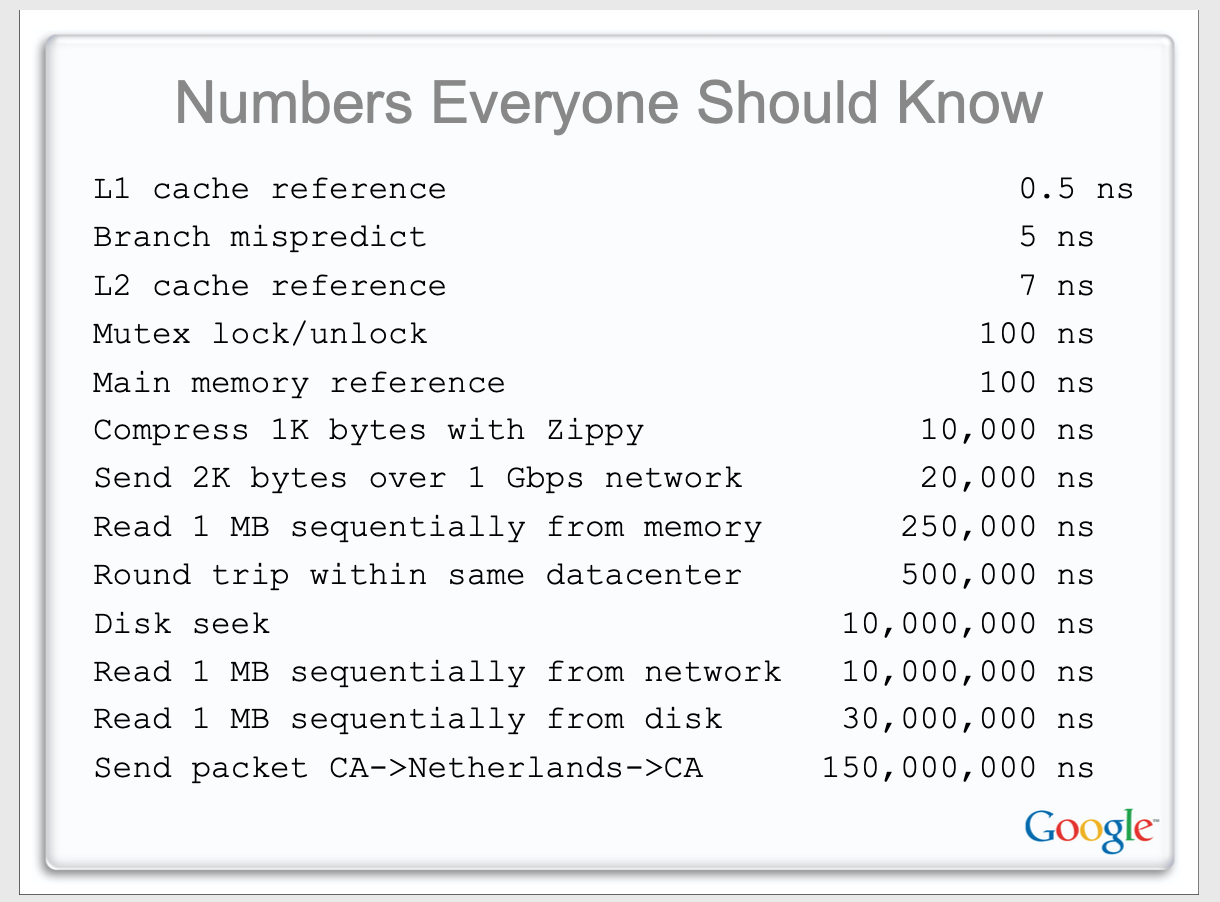 Numbers Everyone Should Know
L1 cache reference 0.5 ns
Branch mispredict 5 ns
L2 cache reference 7 ns
Mutex lock/unlock 100 ns
Main memory reference 100 ns
Compress 1K bytes with Zippy 10,000 ns
Send 2K bytes over 1 Gbps network 20,000 ns
Read 1 MB sequentially from memory 250,000 ns
Round trip within same datacenter 500,000 ns
Disk seek 10,000,000 ns
Read 1 MB sequentially from network 10,000,000 ns
Read 1 MB sequentially from disk 30,000,000 ns
Send packet CA->Netherlands->CA 150,000,000 ns
Google™